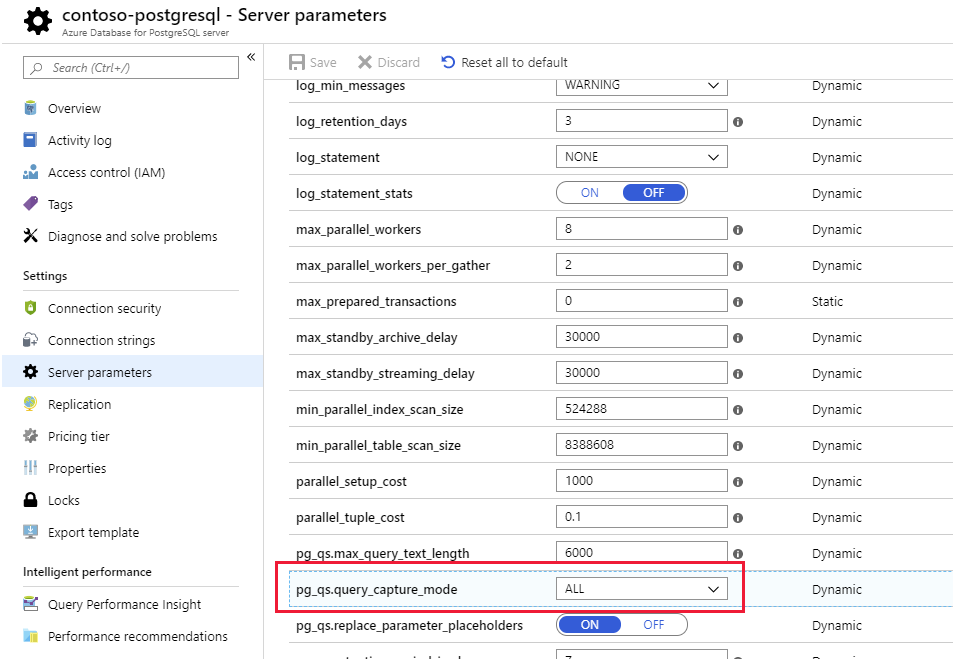 contoso-postgresql - Server parameters
Azure Database for PostgreSQL server
Search (Ctrl+/)
«
Overview
Activity log
Access control (IAM)
Tags
Diagnose and solve problems
Settings
Connection security
Connection strings
Server parameters
Replication
Pricing tier
Properties
Locks
Export template
Intelligent performance
Query Performance Insight
Performance recommendations
Save Discard Reset all to default
log_min_messages WARNING Dynamic
log_retention_days 3 Dynamic
log_statement NONE Dynamic
log_statement_stats ON OFF Dynamic
max_parallel_workers 8 Dynamic
max_parallel_workers_per_gather 2 Dynamic
max_prepared_transactions 0 Static
max_standby_archive_delay 30000 Dynamic
max_standby_streaming_delay 30000 Dynamic
min_parallel_index_scan_size 524288 Dynamic
min_parallel_table_scan_size 8388608 Dynamic
parallel_setup_cost 1000 Dynamic
parallel_tuple_cost 0.1 Dynamic
pg_qs.max_query_text_length 6000 Dynamic
pg_qs.query_capture_mode ALL Dynamic
pg_qs.replace_parameter_placeholders ON OFF Dynamic